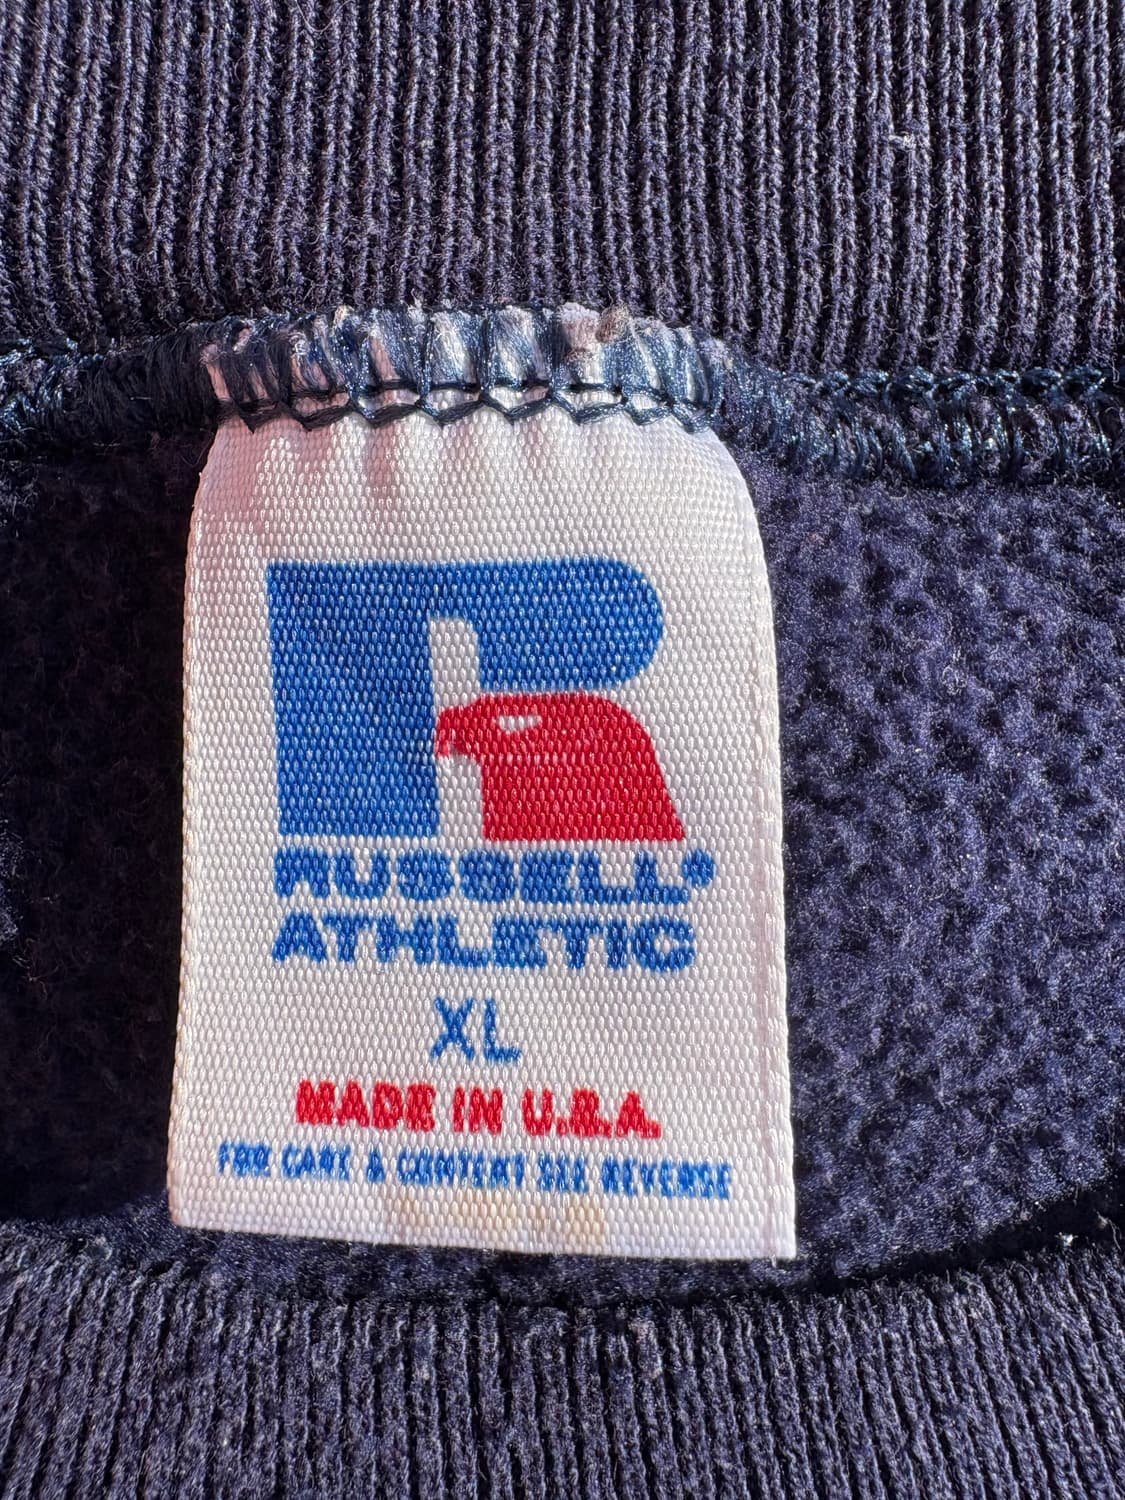 RUSSELL®
ATHLETIC
XL
MADE IN U.S.A.
FOR CARE & CONTENT SEE REVERSE